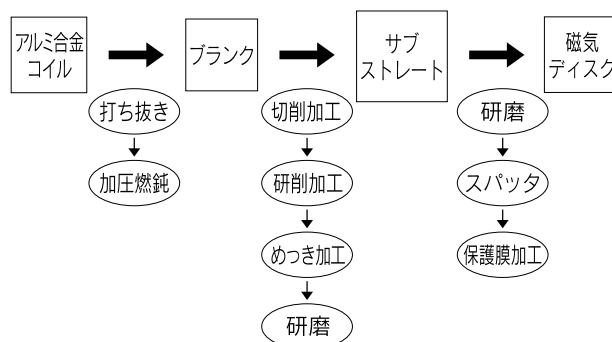 アルミ合金
コイル
ブランク
サブ
ストレート
磁気
ディスク
打ち抜き
加圧燃鈍
切削加工
研削加工
めっき加工
研磨
研磨
スパッタ
保護膜加工